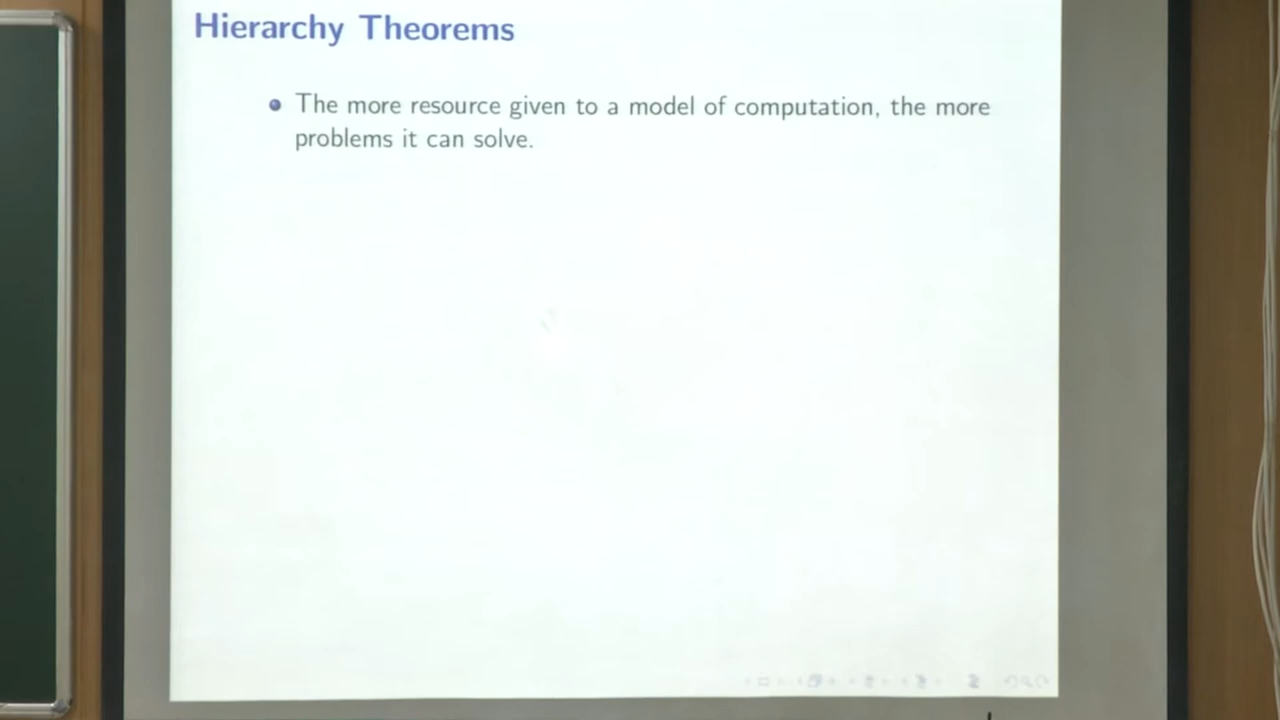 Hierarchy Theorems
The more resource given to a model of computation, the more
problems it can solve.